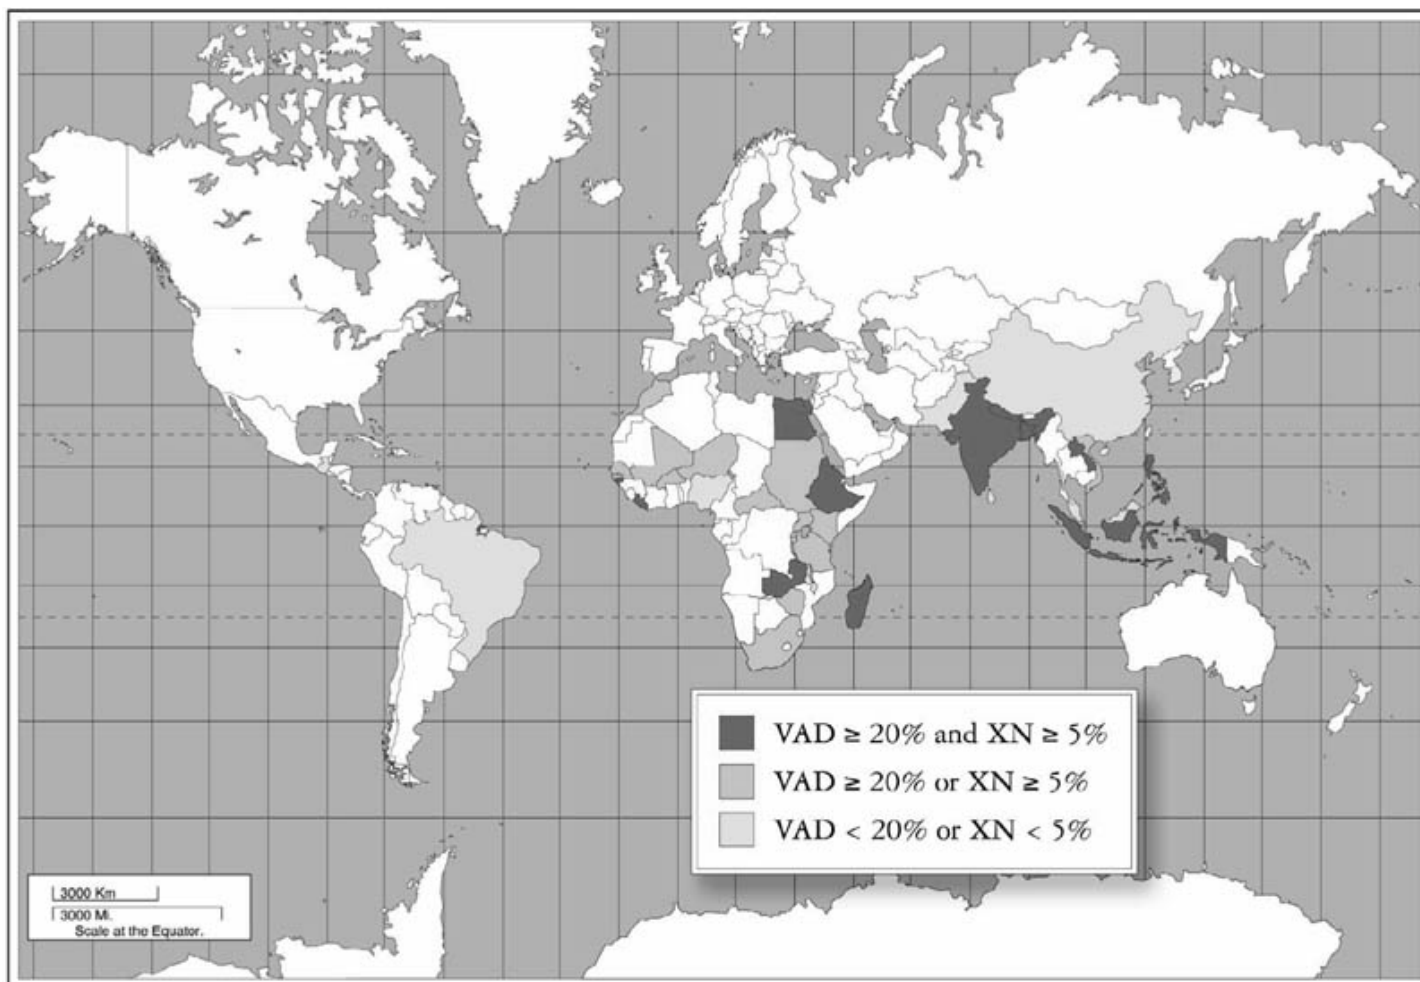 VAD ≥ 20% and XN ≥ 5%
VAD ≥ 20% or XN ≥ 5%
VAD < 20% or XN < 5%
3000 Km
3000 Mi.
Scale at the Equator.